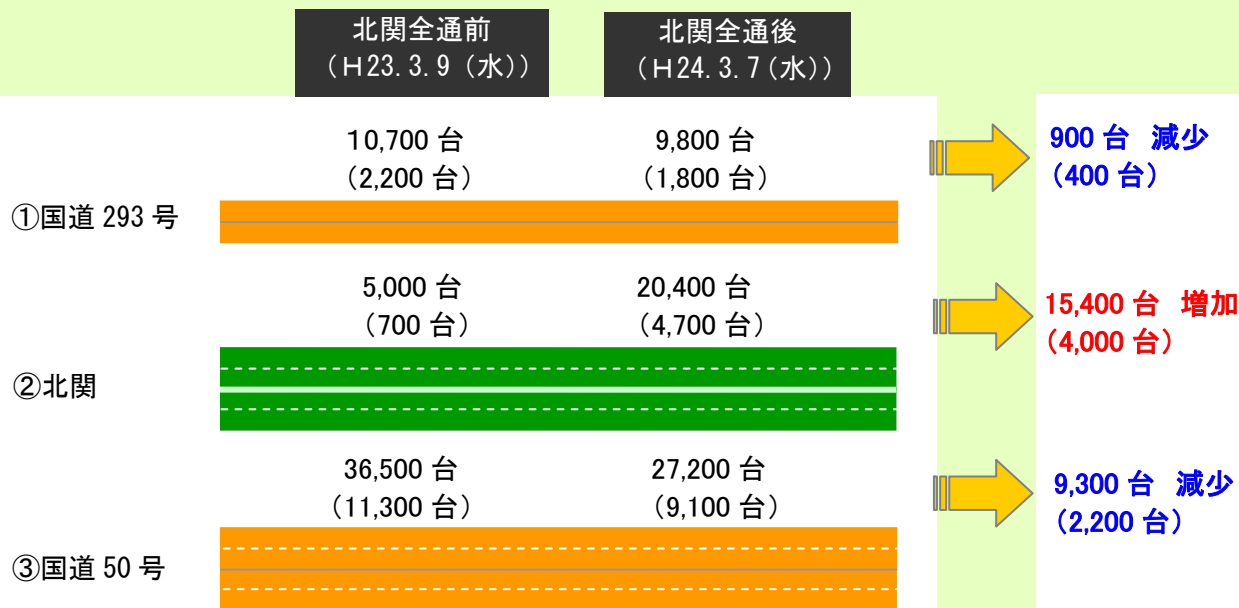 北関全通前
（H23.3.9（水））
北関全通後
（H24.3.7(水)）
10,700 台
（2,200 台）
9,800 台
（1,800 台）
900 台 減少
（400 台）
①国道 293 号
5,000 台
（700 台）
20,400 台
（4,700 台）
15,400 台 増加
（4,000 台）
②北関
36,500 台
（11,300 台）
27,200 台
（9,100 台）
9,300 台 減少
（2,200 台）
③国道 50 号